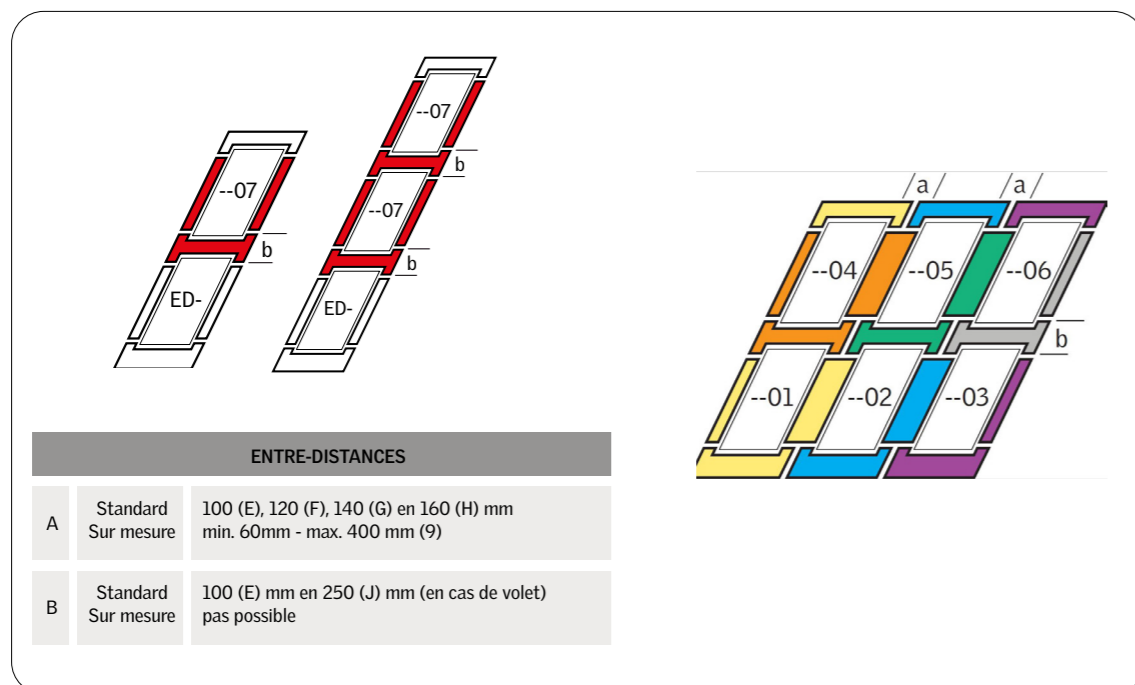 --07
b
ED-
--07
b
--07
b
ED-
a
a
--04
--05
--06
b
--01
--02
--03
ENTRE-DISTANCES
A
Standard
Sur mesure
100 (E), 120 (F), 140 (G) en 160 (H) mm
min. 60mm - max. 400 mm (9)
B
Standard
Sur mesure
100 (E) mm en 250 (J) mm (en cas de volet)
pas possible